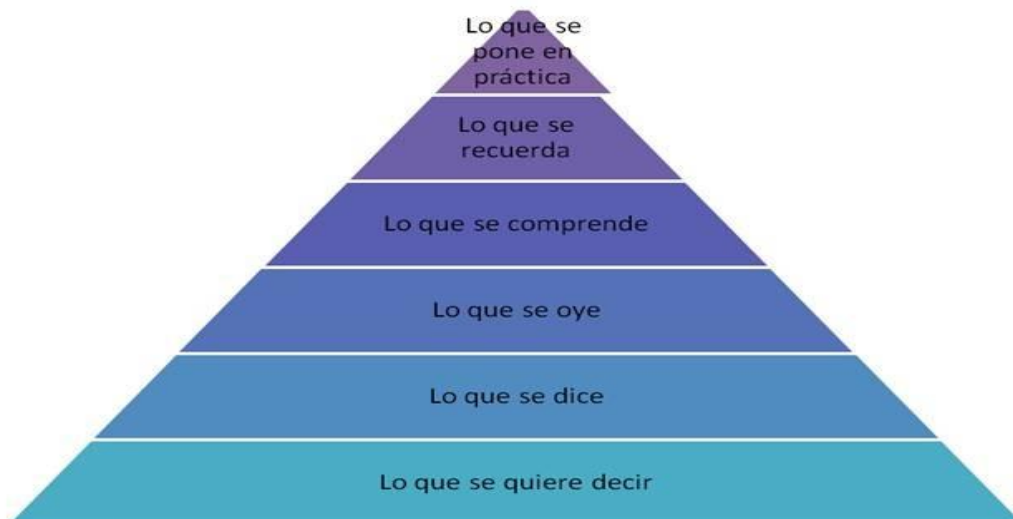 Lo que se
pone en
práctica
Lo que se
recuerda
Lo que se comprende
Lo que se oye
Lo que se dice
Lo que se quiere decir